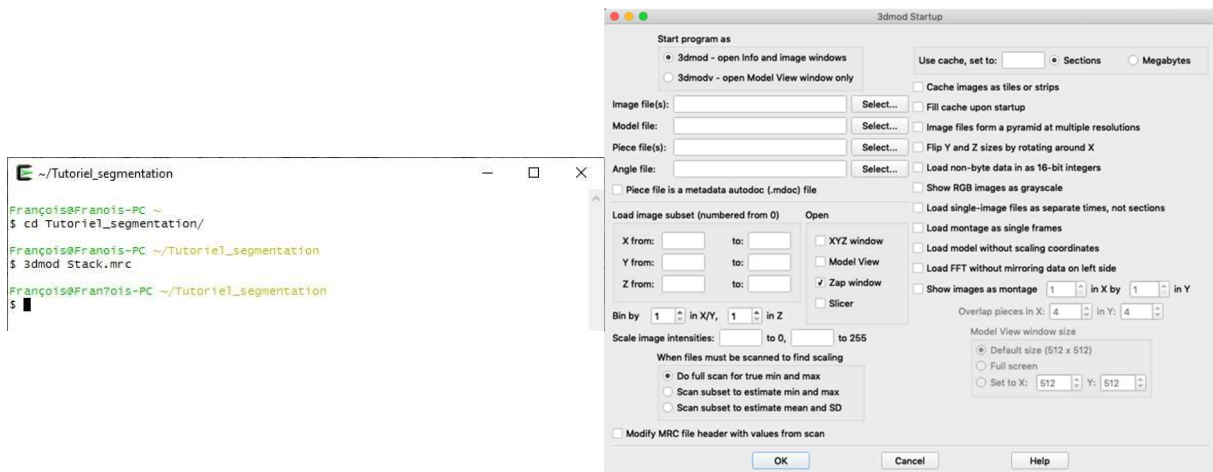 ~/Tutoriel_segmentation
François@Franois-PC ~
$ cd Tutoriel_segmentation/
François@Franois-PC ~/Tutoriel_segmentation
$ 3dmod Stack.mrc
François@Fran?ois-PC ~/Tutoriel_segmentation
$
3dmod Startup
Start program as
3dmod - open Info and image windows
3dmodv - open Model View window only
Image file(s): Select...
Model file: Select...
Piece file(s): Select...
Angle file: Select...
Piece file is a metadata autodoc (.mdoc) file
Load image subset (numbered from 0)
X from: to:
Y from: to:
Z from: to:
Open
XYZ window
Model View
Zap window
Slicer
Bin by 1 in X/Y, 1 in Z
Scale image intensities: to 0, to 255
When files must be scanned to find scaling
Do full scan for true min and max
Scan subset to estimate min and max
Scan subset to estimate mean and SD
Modify MRC file header with values from scan
Use cache, set to: Sections Megabytes
Cache images as tiles or strips
Fill cache upon startup
Image files form a pyramid at multiple resolutions
Flip Y and Z sizes by rotating around X
Load non-byte data in as 16-bit integers
Show RGB images as grayscale
Load single-image files as separate times, not sections
Load montage as single frames
Load model without scaling coordinates
Load FFT without mirroring data on left side
Show images as montage 1 in X by 1 in Y
Overlap pieces in X: 4 in Y: 4
Model View window size
Default size (512 x 512)
Full screen
Set to X: 512 Y: 512
OK Cancel Help